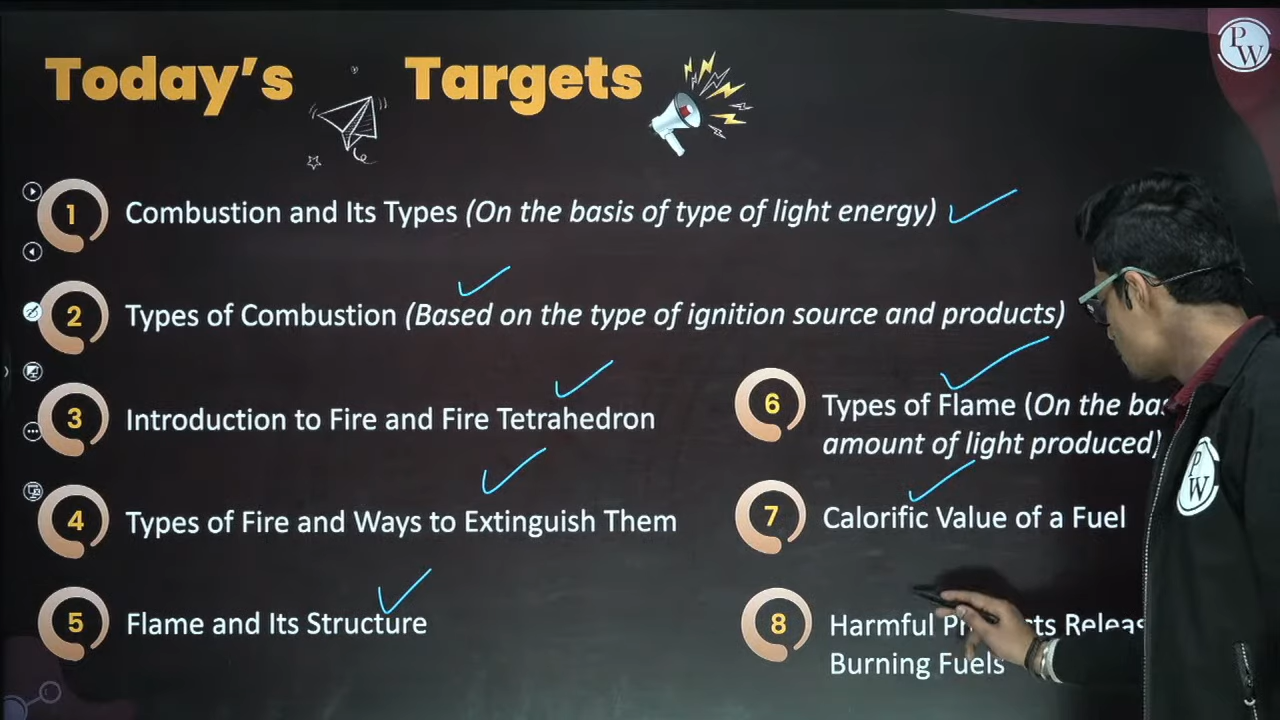 Today's Targets
PW
1 Combustion and Its Types (On the basis of type of light energy)
2 Types of Combustion (Based on the type of ignition source and products)
3 Introduction to Fire and Fire Tetrahedron
4 Types of Fire and Ways to Extinguish Them
5 Flame and Its Structure
6 Types of Flame (On the
amount of light produced)
7 Calorific Value of a Fuel
8 Harmful
Burning Fuels
PW